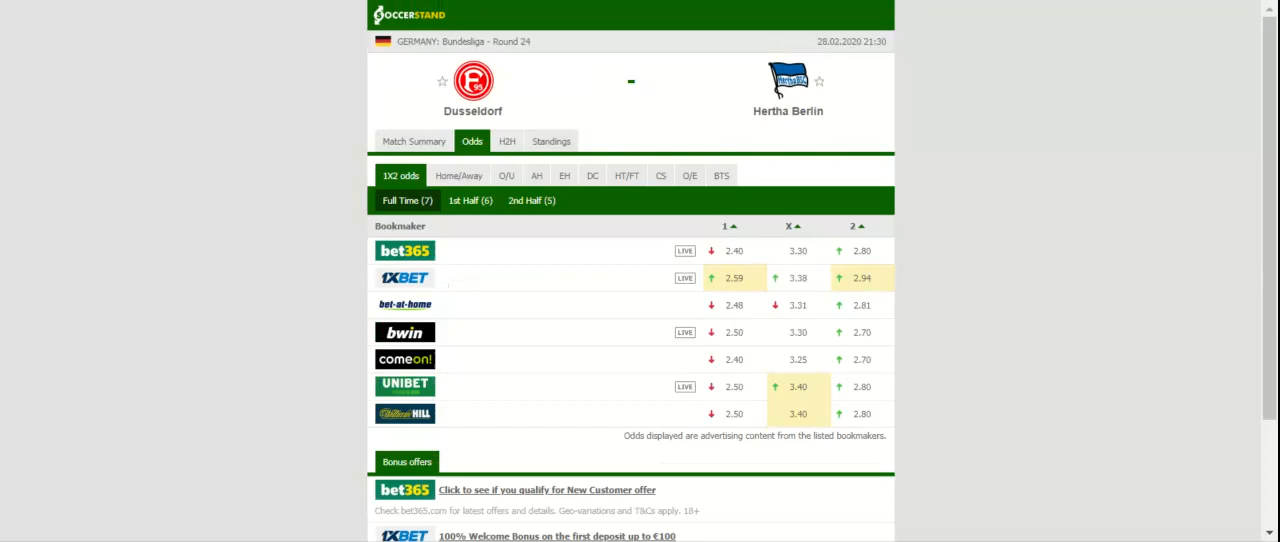 SOCCERSTAND
GERMANY: Bundesliga - Round 24 28.02.2020 21:30
F 95 Hertha BSC
-
Dusseldorf Hertha Berlin
Match Summary Odds H2H Standings
1X2 odds Home/Away O/U AH EH DC HT/FT CS O/E BTS
Full Time (7) 1st Half (6) 2nd Half (5)
Bookmaker 1 X 2
bet365 LIVE 2.40 3.30 2.80
1XBET LIVE 2.59 3.38 2.94
bet-at-home 2.48 3.31 2.81
bwin LIVE 2.50 3.30 2.70
comeon! 2.40 3.25 2.70
UNIBET LIVE 2.50 3.40 2.80
William HILL 2.50 3.40 2.80
Odds displayed are advertising content from the listed bookmakers.
Bonus offers
bet365 Click to see if you qualify for New Customer offer
Check bet365.com for latest offers and details. Geo-variations and T&Cs apply. 18+
1XBET 100% Welcome Bonus on the first deposit up to €100